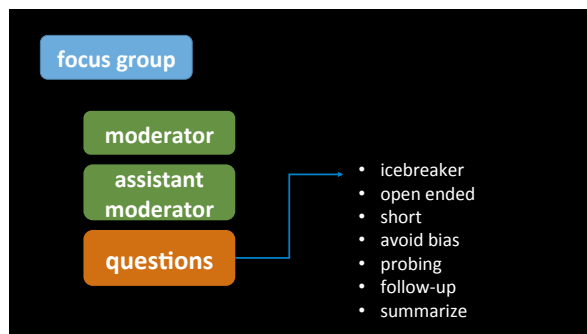 focus group
moderator
assistant
moderator
questions
• icebreaker
• open ended
• short
• avoid bias
• probing
• follow-up
• summarize